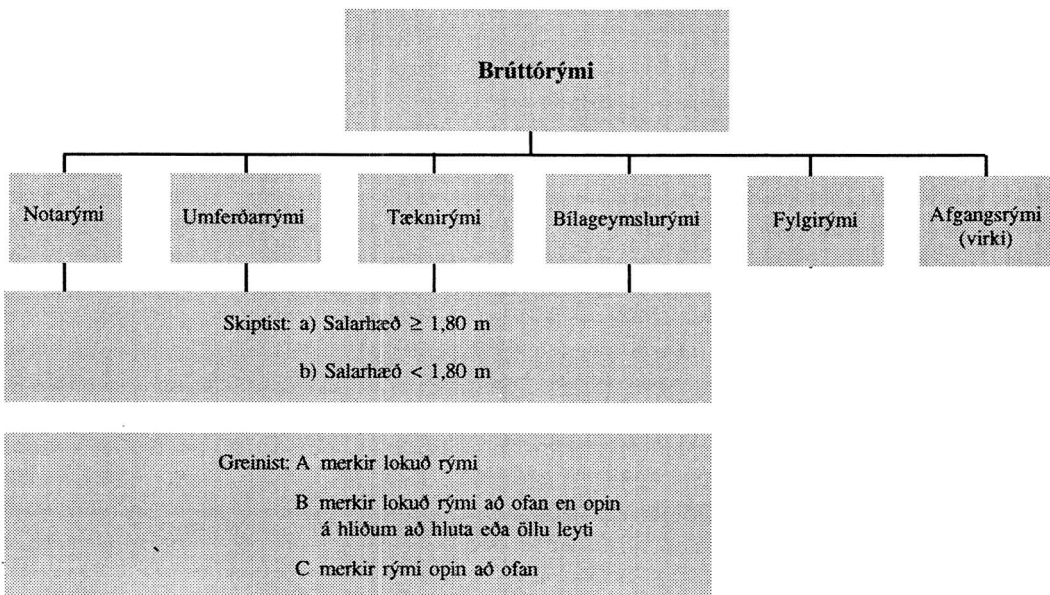 Brúttórými
Notarými
Umferðarrými
Tæknirými
Bílageymslurými
Fylgirými
Afgangsrými
(virki)
Skiptist: a) Salarhæð ≥ 1,80 m
b) Salarhæð < 1,80 m
Greinist: A merkir lokuð rými
B merkir lokuð rými að ofan en opin
á hliðum að hluta eða öllu leyti
C merkir rými opin að ofan